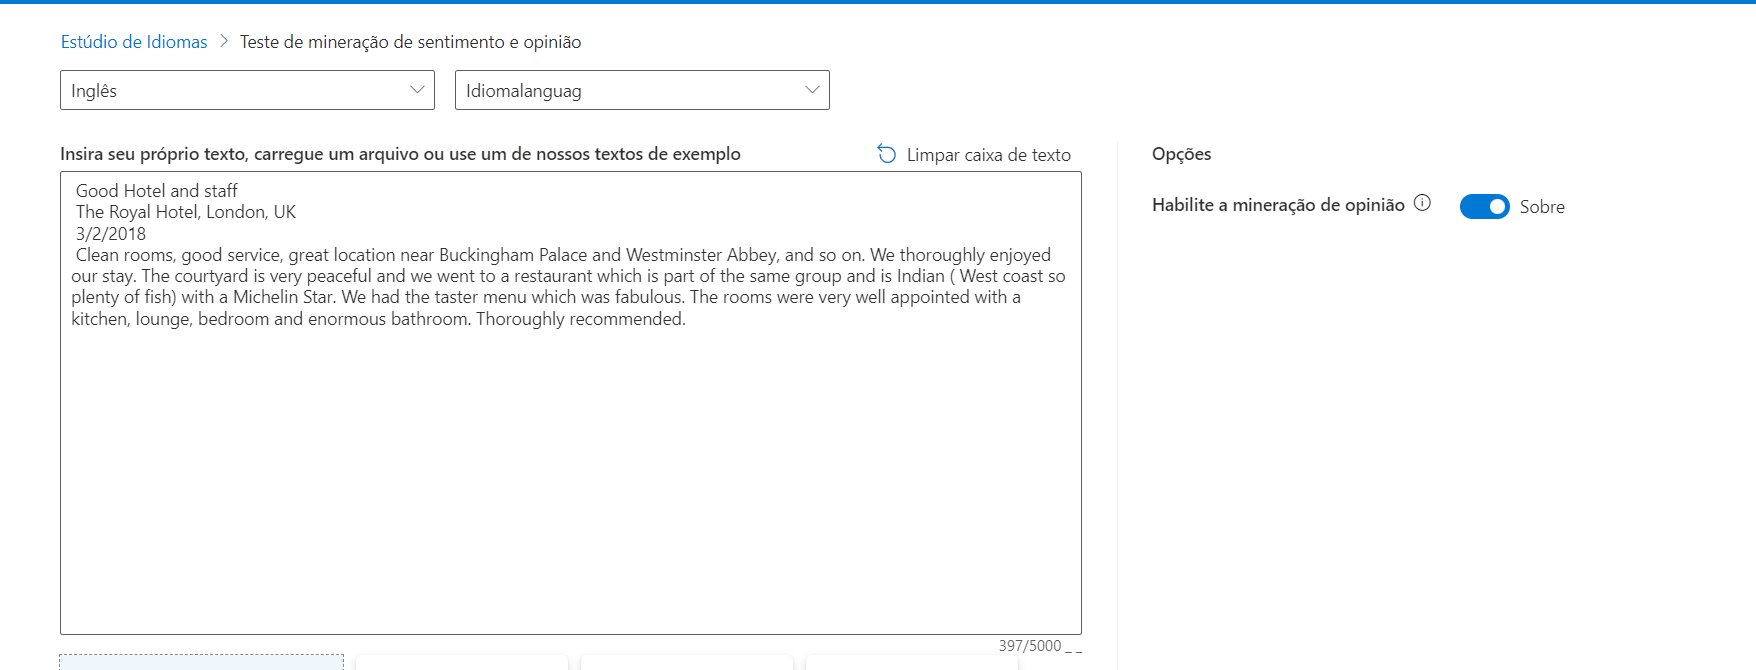 Estúdio de Idiomas > Teste de mineração de sentimento e opinião
Inglês
Idiomalanguag
Insira seu próprio texto, carregue um arquivo ou use um de nossos textos de exemplo
Limpar caixa de texto
Good Hotel and staff
The Royal Hotel, London, UK
3/2/2018
Clean rooms, good service, great location near Buckingham Palace and Westminster Abbey, and so on. We thoroughly enjoyed
our stay. The courtyard is very peaceful and we went to a restaurant which is part of the same group and is Indian ( West coast so
plenty of fish) with a Michelin Star. We had the taster menu which was fabulous. The rooms were very well appointed with a
kitchen, lounge, bedroom and enormous bathroom. Thoroughly recommended.
397/5000 _ _
Opções
Habilite a mineração de opinião
Sobre